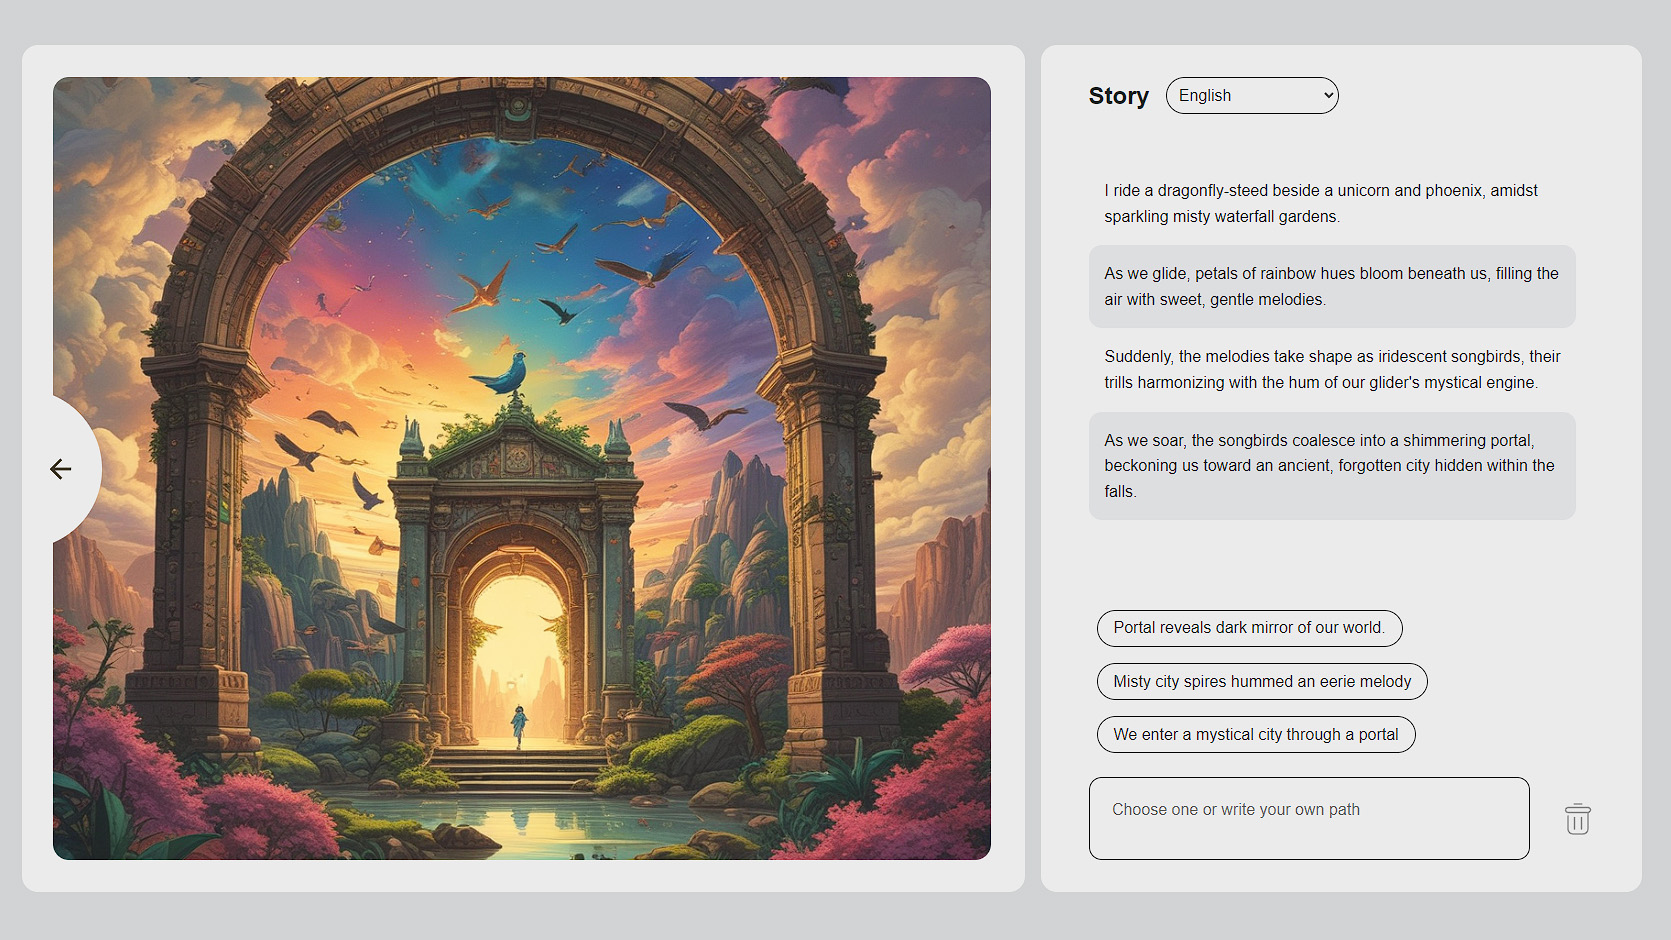 Story
English
I ride a dragonfly-steed beside a unicorn and phoenix, amidst
sparkling misty waterfall gardens.
As we glide, petals of rainbow hues bloom beneath us, filling the
air with sweet, gentle melodies.
Suddenly, the melodies take shape as iridescent songbirds, their
trills harmonizing with the hum of our glider's mystical engine.
As we soar, the songbirds coalesce into a shimmering portal,
beckoning us toward an ancient, forgotten city hidden within the
falls.
Portal reveals dark mirror of our world.
Misty city spires hummed an eerie melody
We enter a mystical city through a portal
Choose one or write your own path